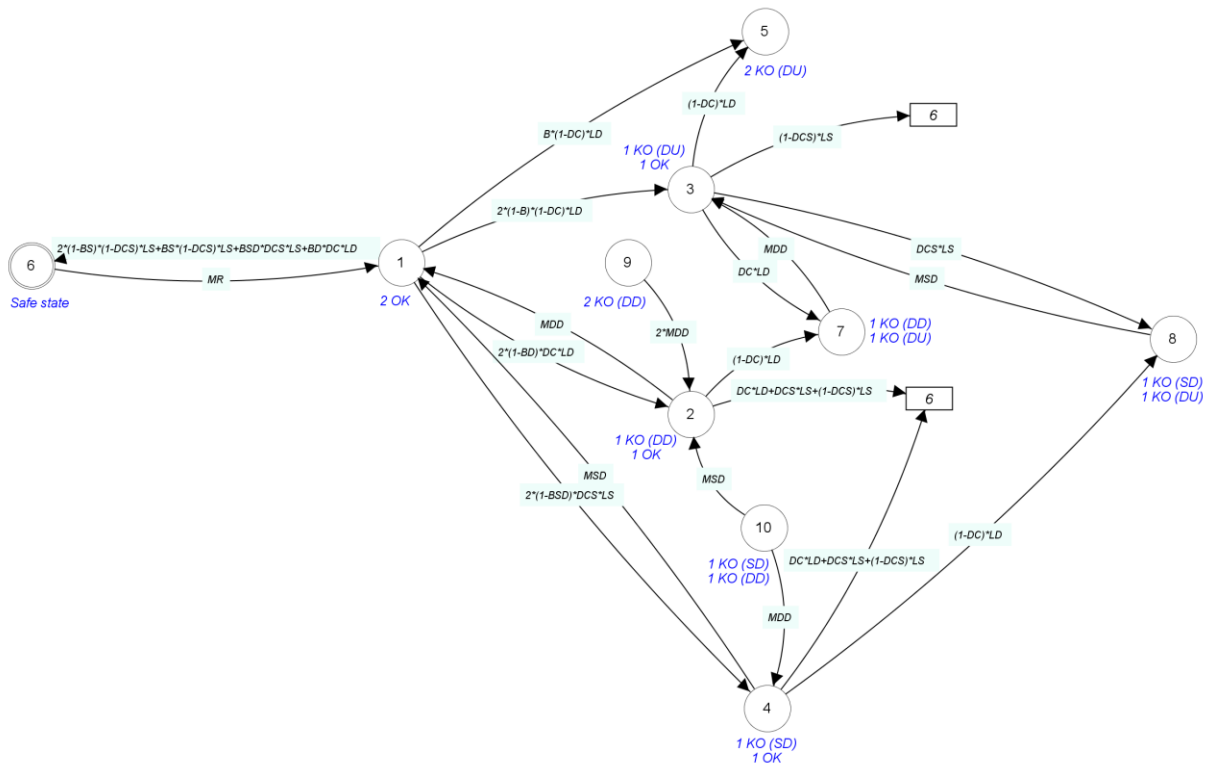 5
2 KO (DU)
(1-DC)*LD
6
B*(1-DC)*LD
(1-DCS)*LS
1 KO (DU)
1 OK
3
2*(1-B)*(1-DC)*LD
2*(1-BS)*(1-DCS)*LS+BS*(1-DCS)*LS+BSD*DCS*LS+BD*DC*LD
6
MR
Safe state
1
2 OK
9
2 KO (DD)
MDD
DC*LD
DCS*LS
MSD
MDD
2*(1-BD)*DC*LD
2*MDD
7
1 KO (DD)
1 KO (DU)
(1-DC)*LD
8
1 KO (SD)
1 KO (DU)
DC*LD+DCS*LS+(1-DCS)*LS
6
2
1 KO (DD)
1 OK
MSD
2*(1-BSD)*DCS*LS
MSD
10
1 KO (SD)
1 KO (DD)
(1-DC)*LD
DC*LD+DCS*LS+(1-DCS)*LS
MDD
4
1 KO (SD)
1 OK